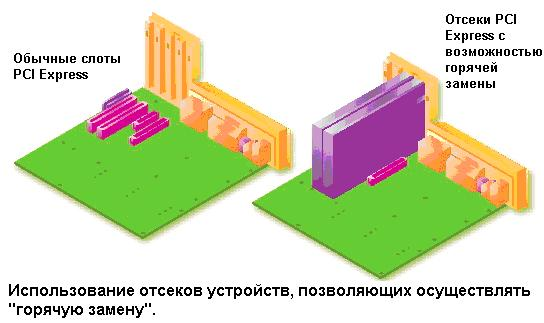 Обычные слоты
PCI Express
Отсеки PCI
Express с
возможностью
горячей
замены
Использование отсеков устройств, позволяющих осуществлять
"горячую замену".